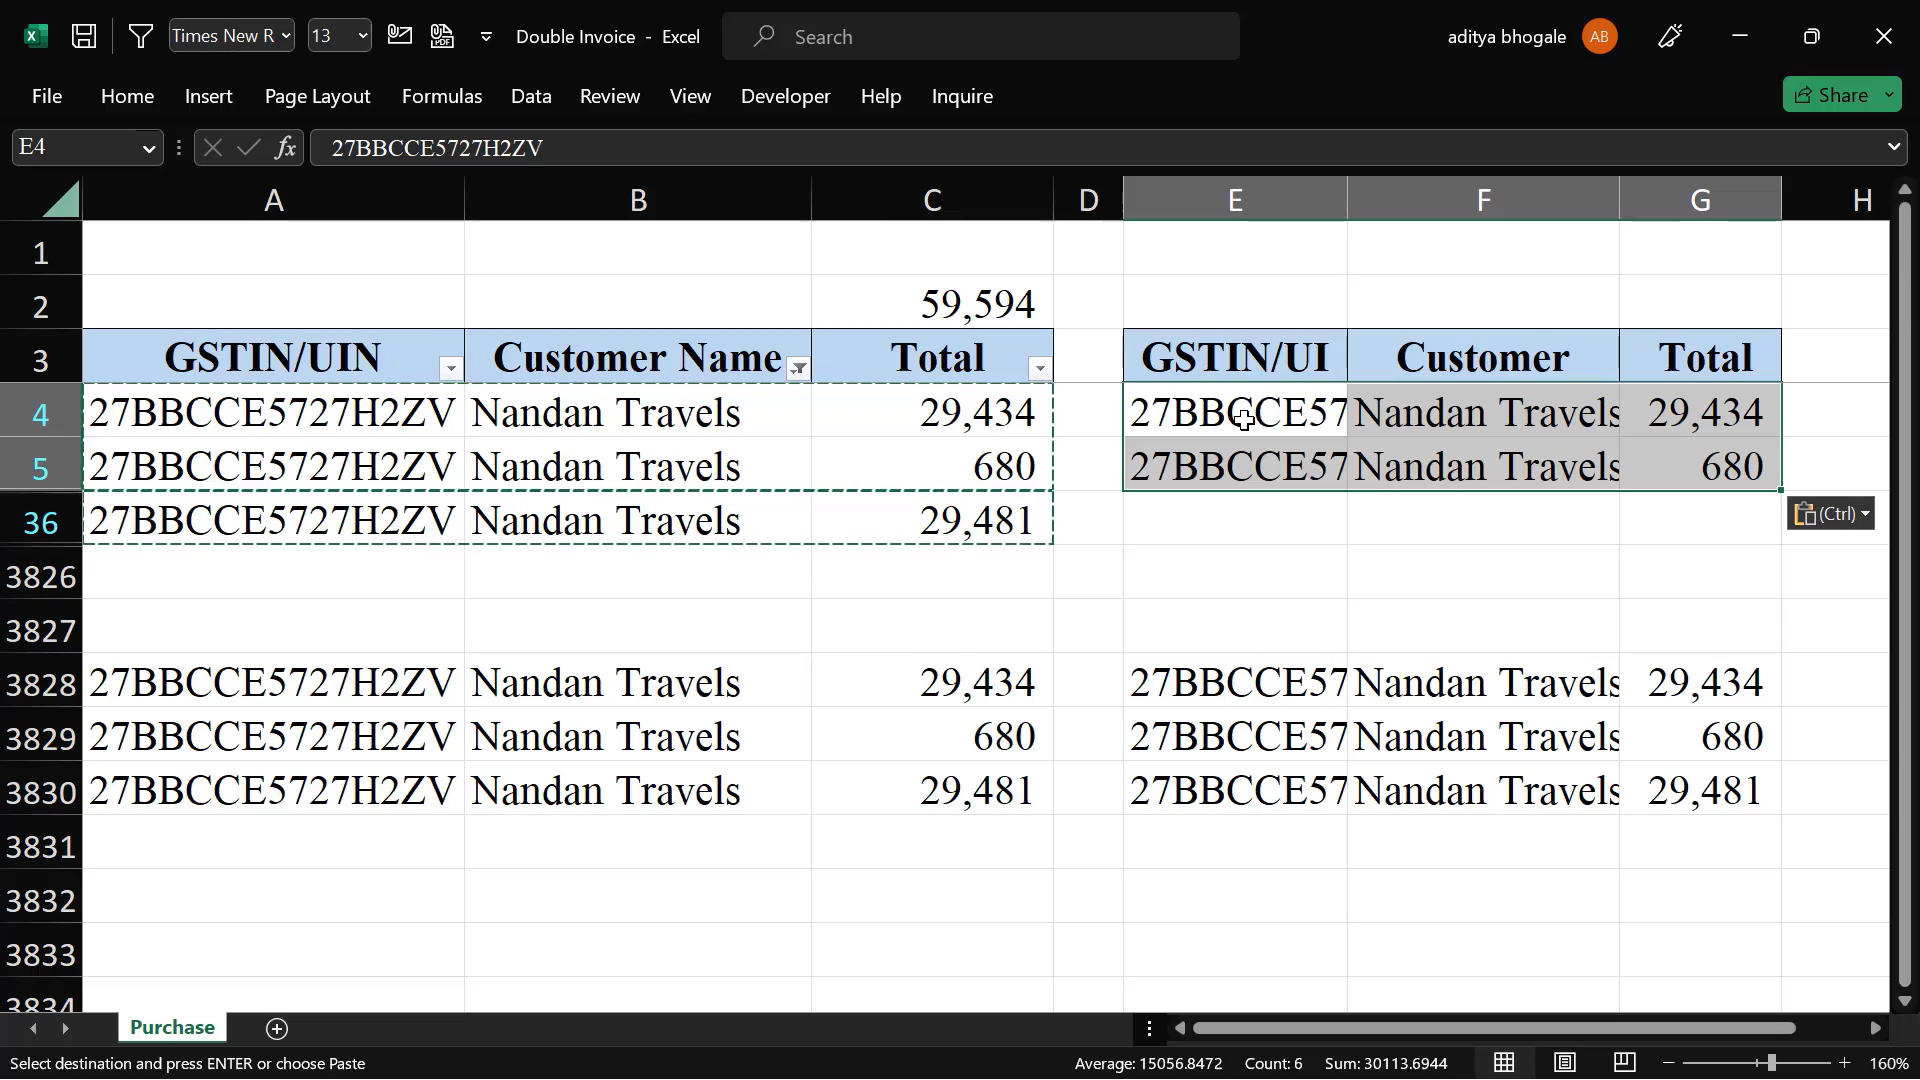 Times New R 13 Double Invoice - Excel Search aditya bhogale AB
File Home Insert Page Layout Formulas Data Review View Developer Help Inquire Share
E4 fx 27BBCCE5727H2ZV
A B C D E F G H
1
2 59,594
3 GSTIN/UIN Customer Name Total GSTIN/UI Customer Total
4 27BBCCE5727H2ZV Nandan Travels 29,434 27BBCCE57 Nandan Travels 29,434
5 27BBCCE5727H2ZV Nandan Travels 680 27BBCCE57 Nandan Travels 680
36 27BBCCE5727H2ZV Nandan Travels 29,481
(Ctrl)
3826
3827
3828 27BBCCE5727H2ZV Nandan Travels 29,434 27BBCCE57 Nandan Travels 29,434
3829 27BBCCE5727H2ZV Nandan Travels 680 27BBCCE57 Nandan Travels 680
3830 27BBCCE5727H2ZV Nandan Travels 29,481 27BBCCE57 Nandan Travels 29,481
3831
3832
3833
3834
Purchase
Select destination and press ENTER or choose Paste Average: 15056.8472 Count: 6 Sum: 30113.6944 160%